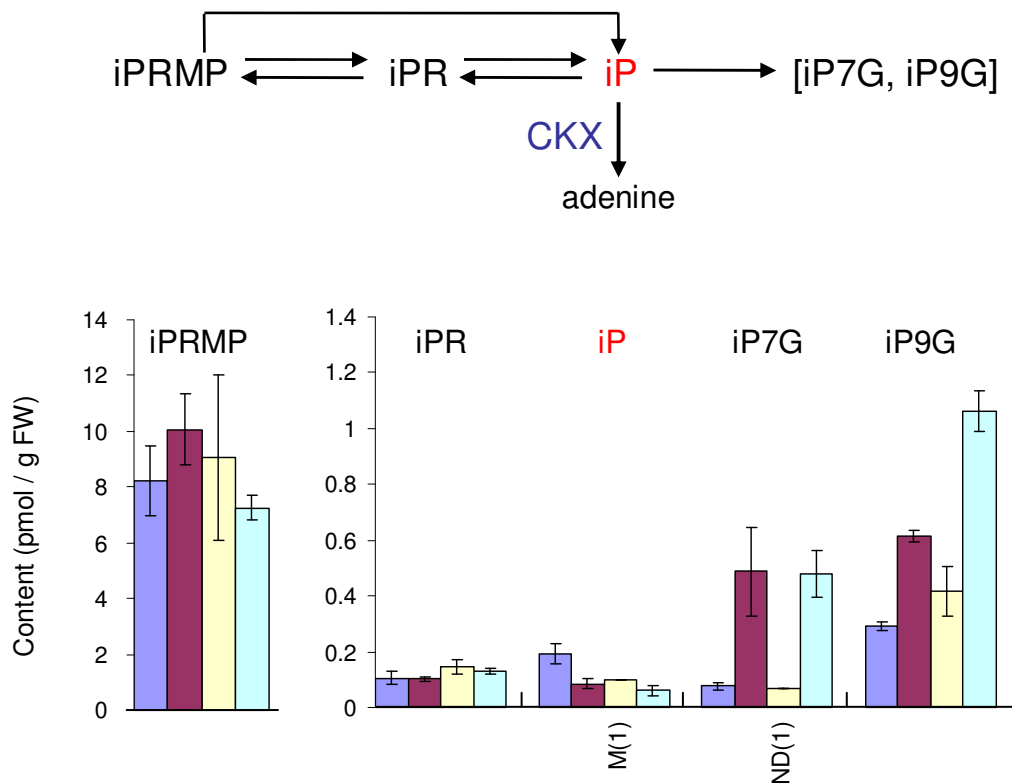 iPRMP iPR iP [iP7G, iP9G]
CKX
adenine
iPRMP iPR iP iP7G iP9G
Content (pmol / g FW)
14
12
10
8
6
4
2
0
1.4
1.2
1
0.8
0.6
0.4
0.2
0
M(1)
ND(1)